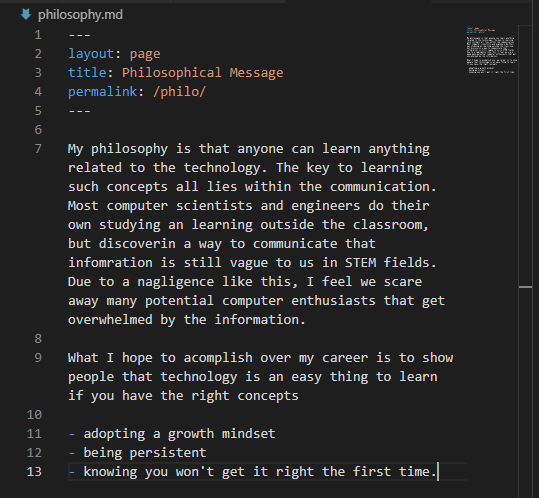 philosophy.md
1 ---
2 layout: page
3 title: Philosophical Message
4 permalink: /philo/
5 ---
6
7 My philosophy is that anyone can learn anything
related to the technology. The key to learning
such concepts all lies within the communication.
Most computer scientists and engineers do their
own studying an learning outside the classroom,
but discoverin a way to communicate that
infomration is still vague to us in STEM fields.
Due to a nagligence like this, I feel we scare
away many potential computer enthusiasts that get
overwhelmed by the information.
8
9 What I hope to acomplish over my career is to show
people that technology is an easy thing to learn
if you have the right concepts
10
11 - adopting a growth mindset
12 - being persistent
13 - knowing you won't get it right the first time.